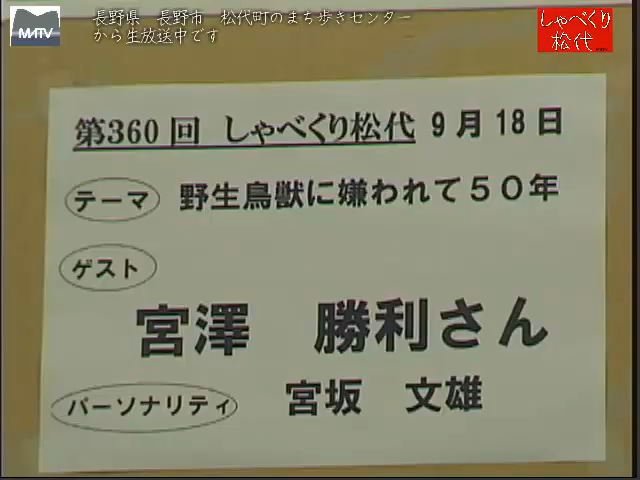 MATV
長野県　長野市　松代町のまち歩きセンター
から生放送中です
しゃべくり
松代
第360回 しゃべくり松代 9月18日
テーマ 野生鳥獣に嫌われて50年
ゲスト
宮澤　勝利さん
パーソナリティ 宮坂　文雄